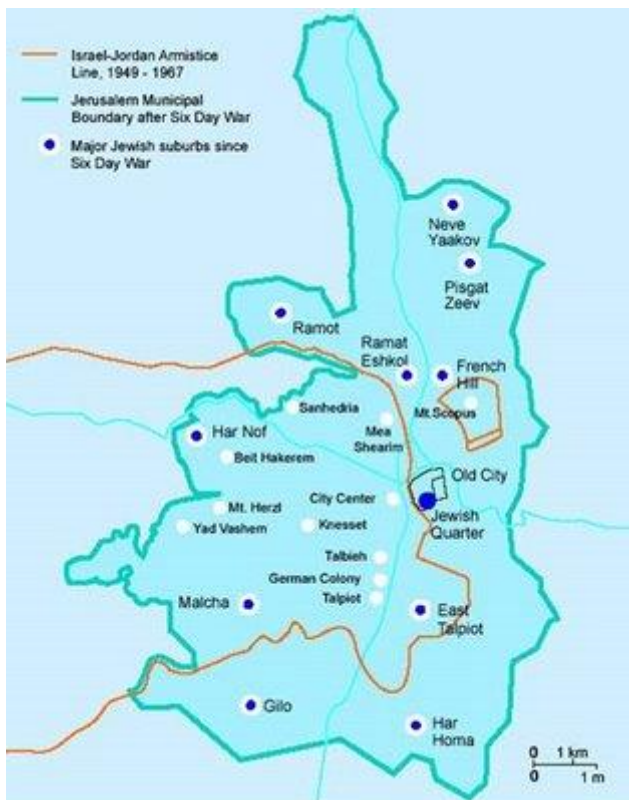 Israel-Jordan Armistice
Line, 1949 - 1967
Jerusalem Municipal
Boundary after Six Day War
Major Jewish suburbs since
Six Day War
Neve
Yaakov
Pisgat
Zeev
Ramot
Ramat
Eshkol
French
Hill
Mt.Scopus
Sanhedria
Mea
Shearim
Har Nof
Beit Hakerem
Old City
City Center
Jewish
Quarter
Mt. Herzl
Yad Vashem
Knesset
Talbieh
German Colony
Talpiot
Malcha
East
Talpiot
Gilo
Har
Homa
0 1 km
0 1 m